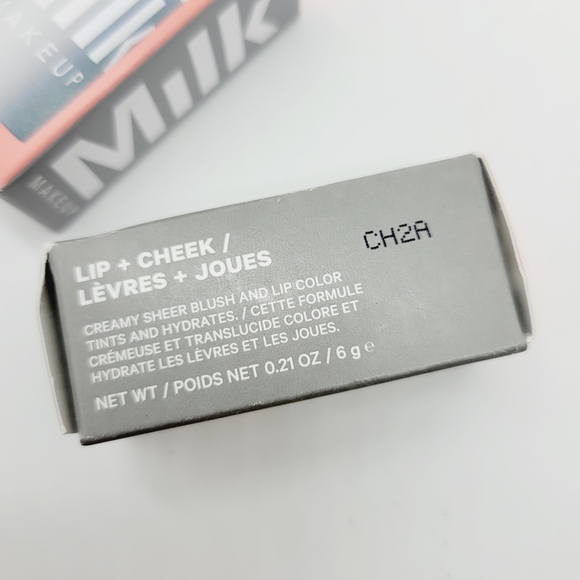 MAKEUP
Milk
MAKEUP
LIP + CHEEK /
LÈVRES + JOUES
CH2A
CREAMY SHEER BLUSH AND LIP COLOR
TINTS AND HYDRATES. / CETTE FORMULE
CRÉMEUSE ET TRANSLUCIDE COLORE ET
HYDRATE LES LÈVRES ET LES JOUES.
NET WT / POIDS NET 0.21 OZ / 6 g ℮